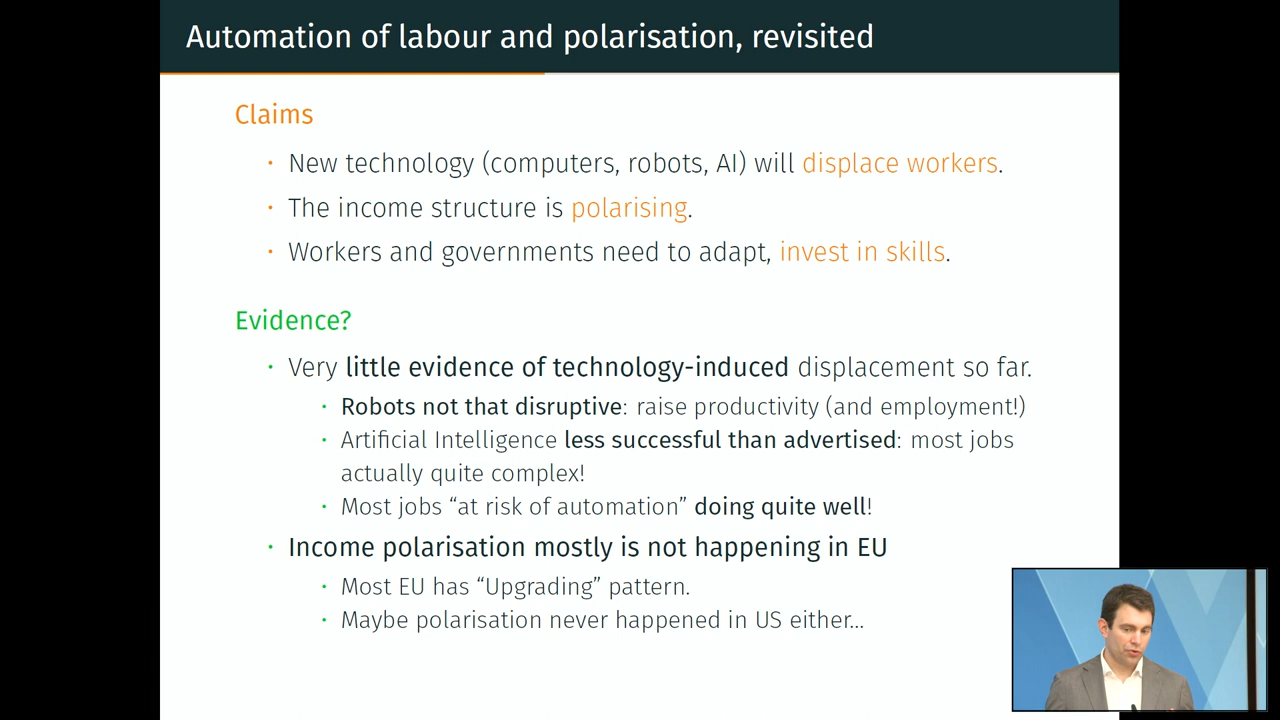 Automation of labour and polarisation, revisited
Claims
· New technology (computers, robots, AI) will displace workers.
· The income structure is polarising.
· Workers and governments need to adapt, invest in skills.
Evidence?
· Very little evidence of technology-induced displacement so far.
· Robots not that disruptive: raise productivity (and employment!)
· Artificial Intelligence less successful than advertised: most jobs
actually quite complex!
· Most jobs “at risk of automation” doing quite well!
· Income polarisation mostly is not happening in EU
· Most EU has “Upgrading” pattern.
· Maybe polarisation never happened in US either...